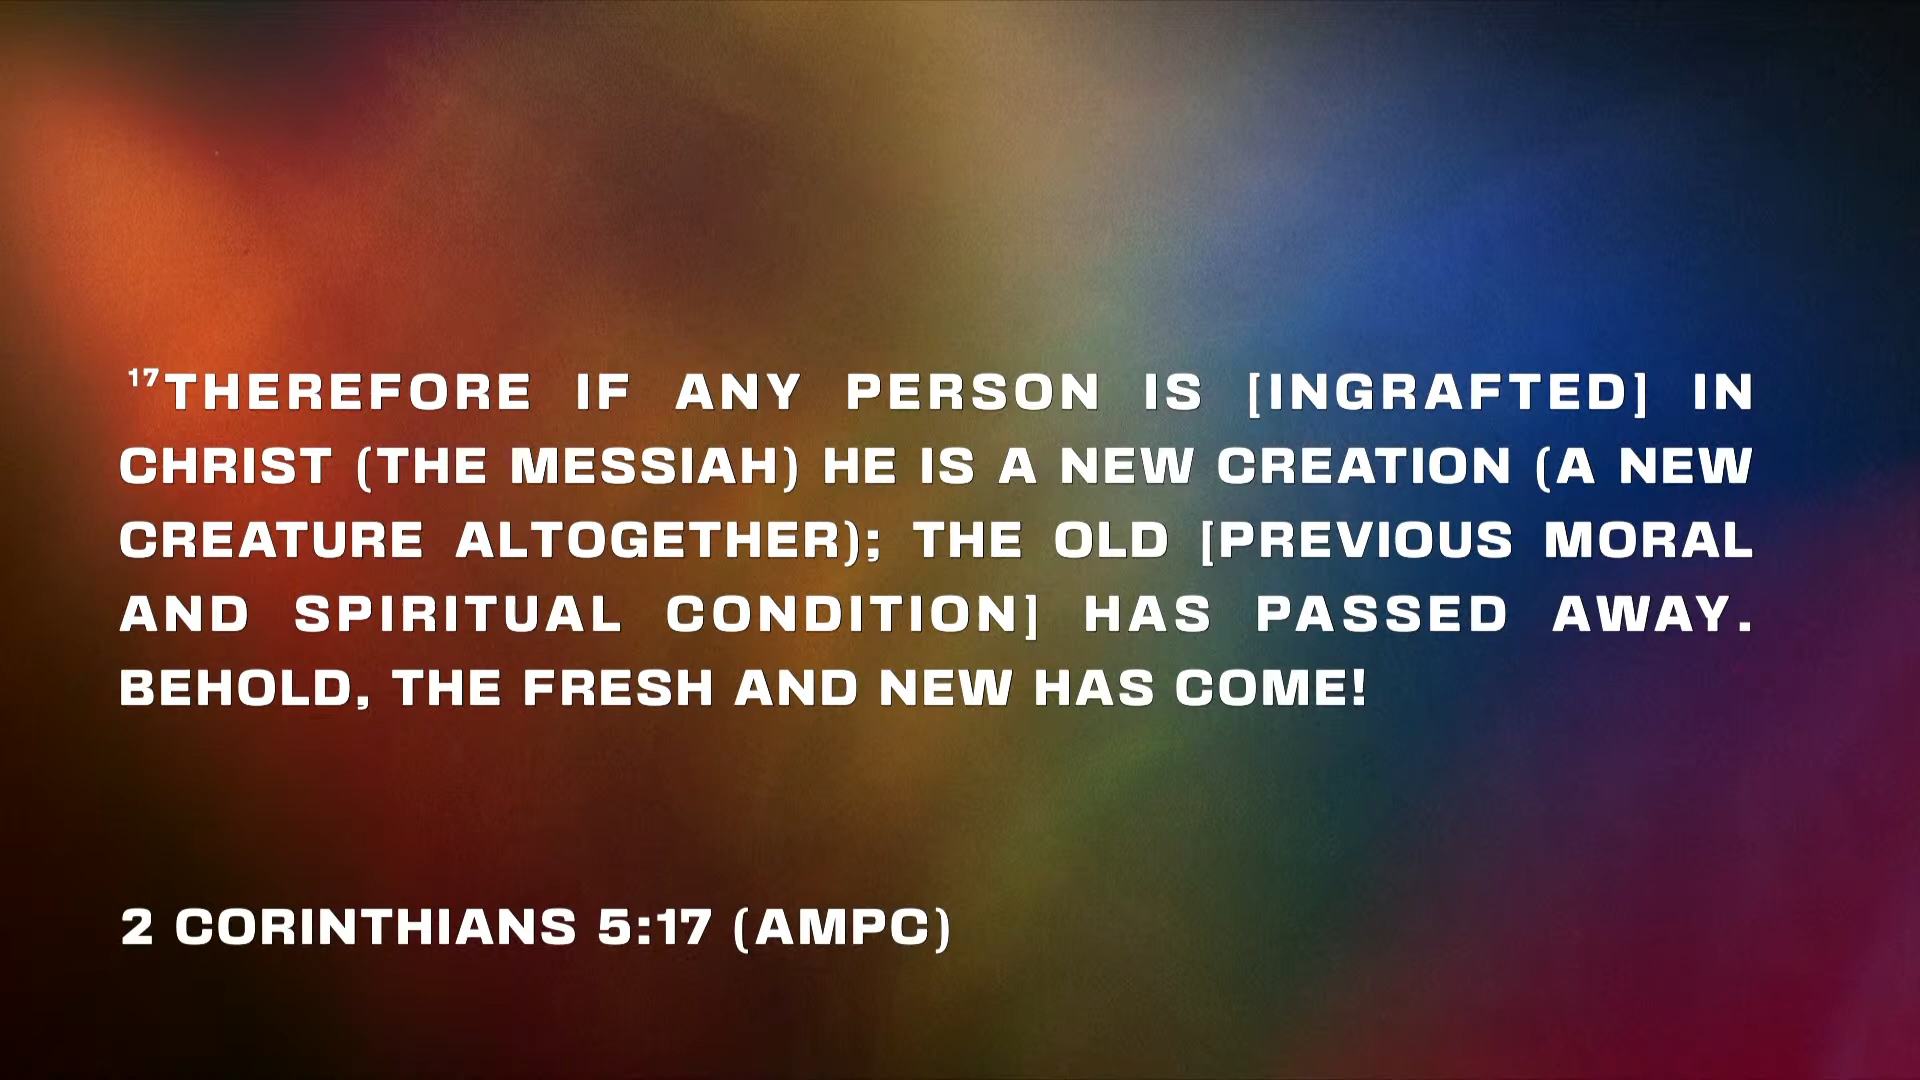 ¹⁷THEREFORE IF ANY PERSON IS [INGRAFTED] IN
CHRIST (THE MESSIAH) HE IS A NEW CREATION (A NEW
CREATURE ALTOGETHER); THE OLD [PREVIOUS MORAL
AND SPIRITUAL CONDITION] HAS PASSED AWAY.
BEHOLD, THE FRESH AND NEW HAS COME!
2 CORINTHIANS 5:17 (AMPC)